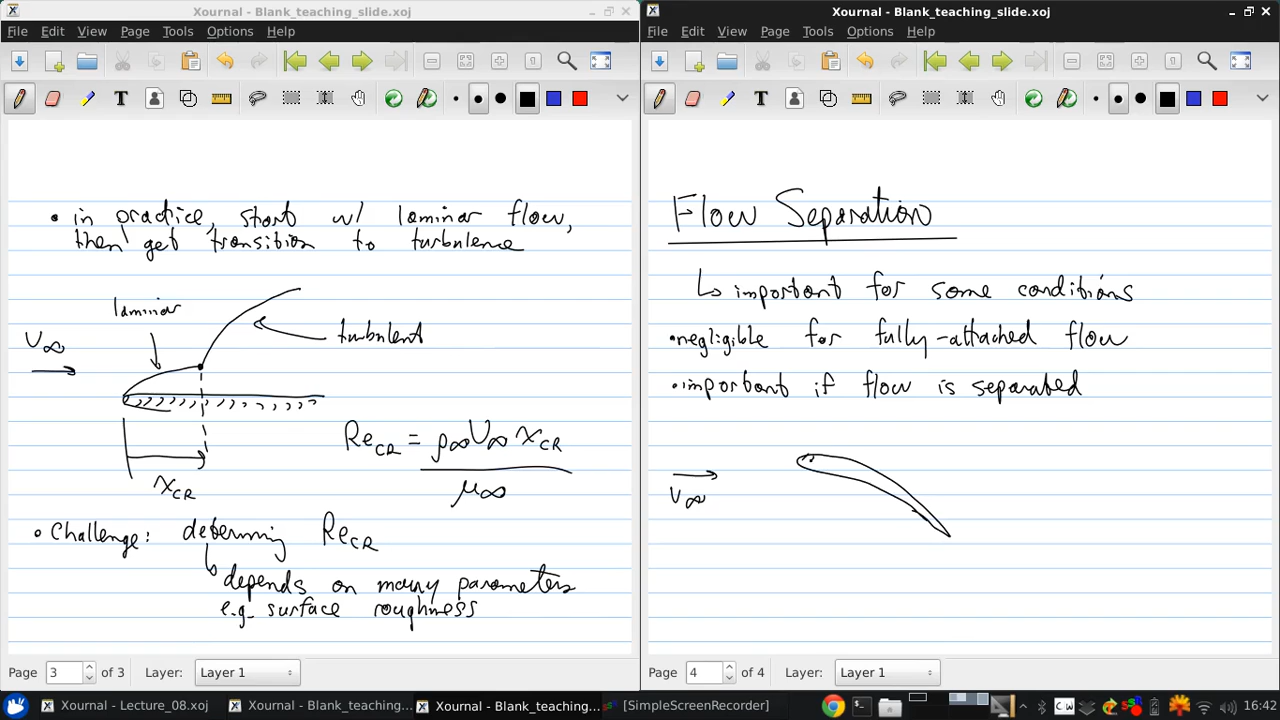 Xournal - Blank_teaching_slide.xoj
File Edit View Page Tools Options Help
• in practice, start w/ laminar flow,
then get transition to turbulence
laminar
turbulent
V∞
x_CR
Re_CR = ρ∞ V∞ x_CR
μ∞
• Challenge: determing Re_CR
depends on many parameters
e.g. surface roughness
Page 3 of 3 Layer: Layer 1
Xournal - Blank_teaching_slide.xoj
File Edit View Page Tools Options Help
Flow Separation
↳ important for some conditions
•negligible for fully-attached flow
•important if flow is separated
V∞
Page 4 of 4 Layer: Layer 1
Xournal - Lecture_08.xoj Xournal - Blank_teaching... Xournal - Blank_teaching... [SimpleScreenRecorder] 16:42